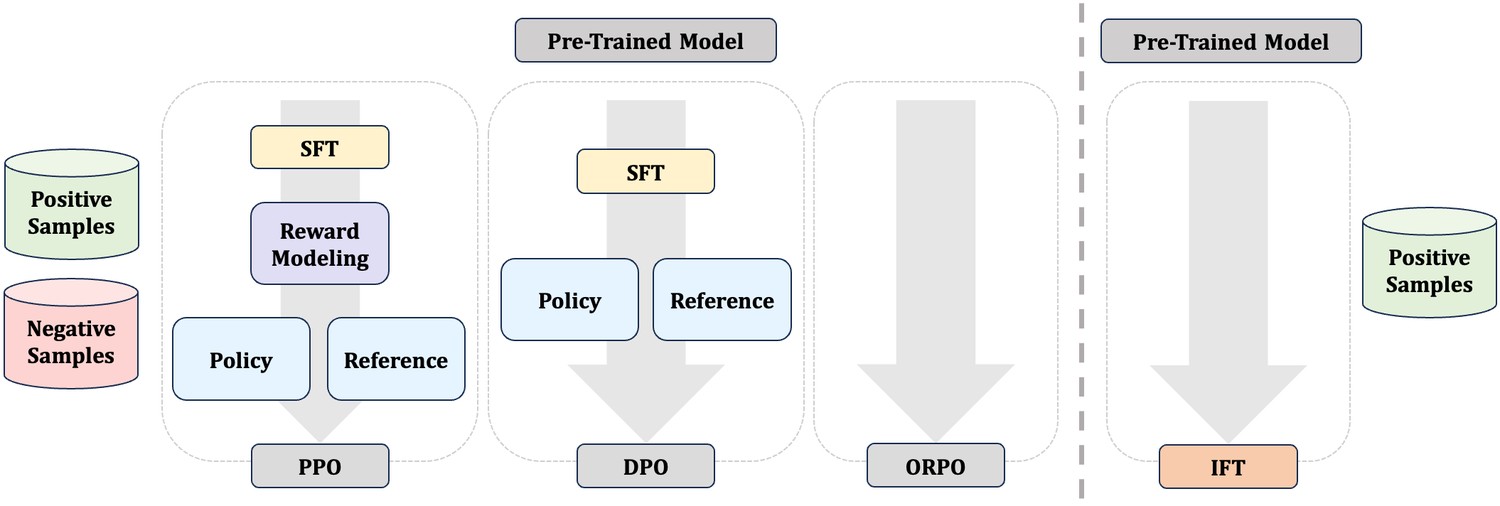 Pre-Trained Model
Pre-Trained Model
Positive
Samples
Negative
Samples
SFT
Reward
Modeling
Policy
Reference
PPO
SFT
Policy
Reference
DPO
ORPO
IFT
Positive
Samples